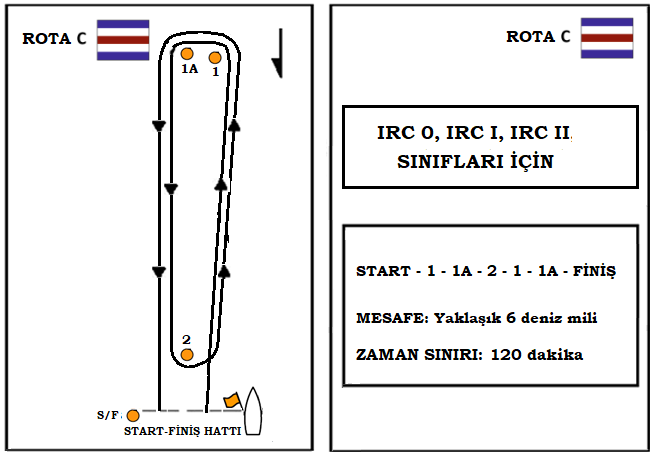 ROTA C
1A
1
2
S/F
START-FİNİŞ HATTI
ROTA C
IRC 0, IRC I, IRC II,
SINIFLARI İÇİN
START - 1 - 1A - 2 - 1 - 1A - FİNİŞ
MESAFE: Yaklaşık 6 deniz mili
ZAMAN SINIRI: 120 dakika